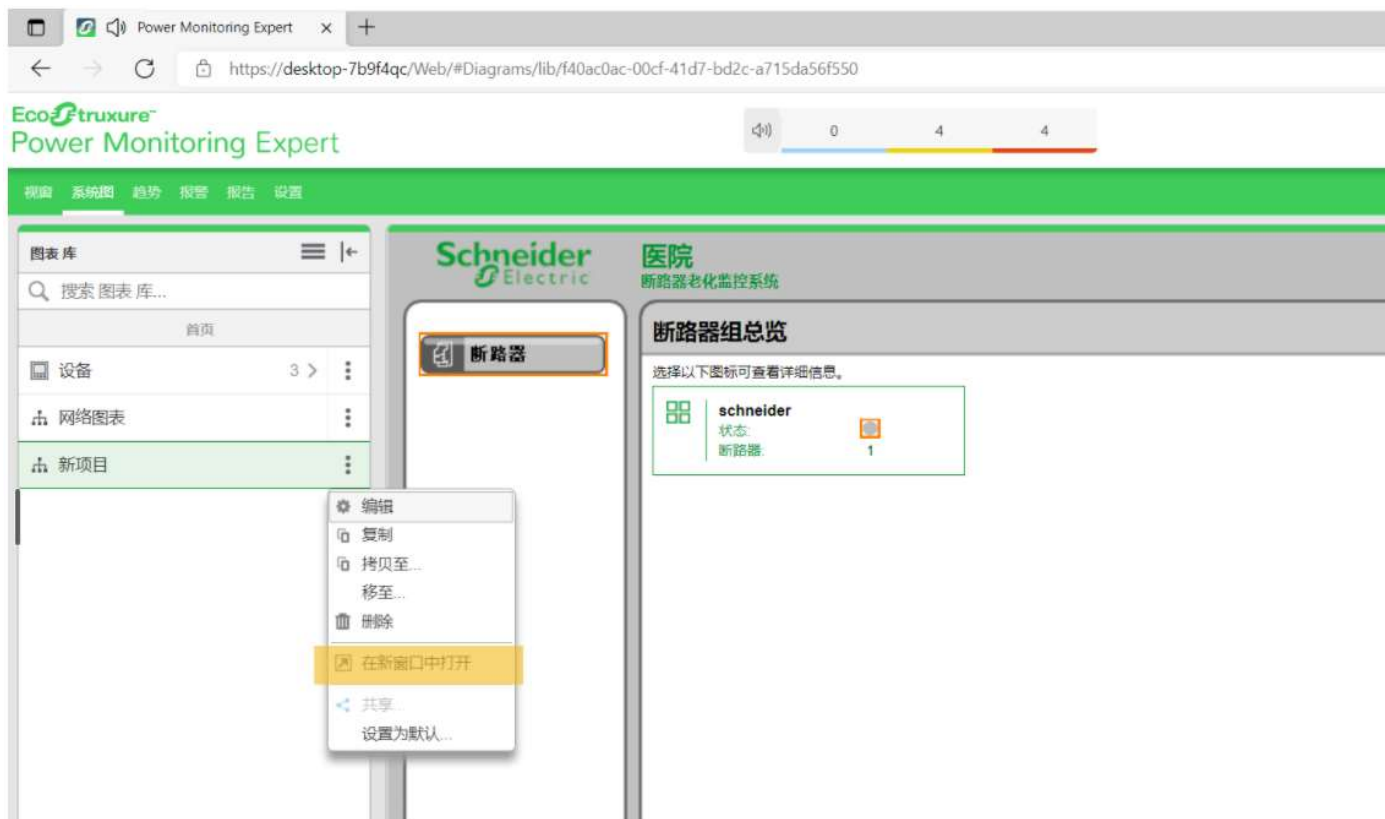 Power Monitoring Expert
https://desktop-7b9f4qc/Web/#Diagrams/lib/f40ac0ac-00cf-41d7-bd2c-a715da56f550
EcoStruxure™
Power Monitoring Expert
0 4 4
视窗 系统图 趋势 报警 报告 设置
图表 库
搜索 图表 库...
首页
设备 3
网络图表
新项目
编辑
复制
拷贝至...
移至...
删除
在新窗口中打开
共享...
设置为默认...
Schneider
Electric
医院
断路器老化监控系统
断路器
断路器组总览
选择以下图标可查看详细信息。
schneider
状态:
断路器: 1